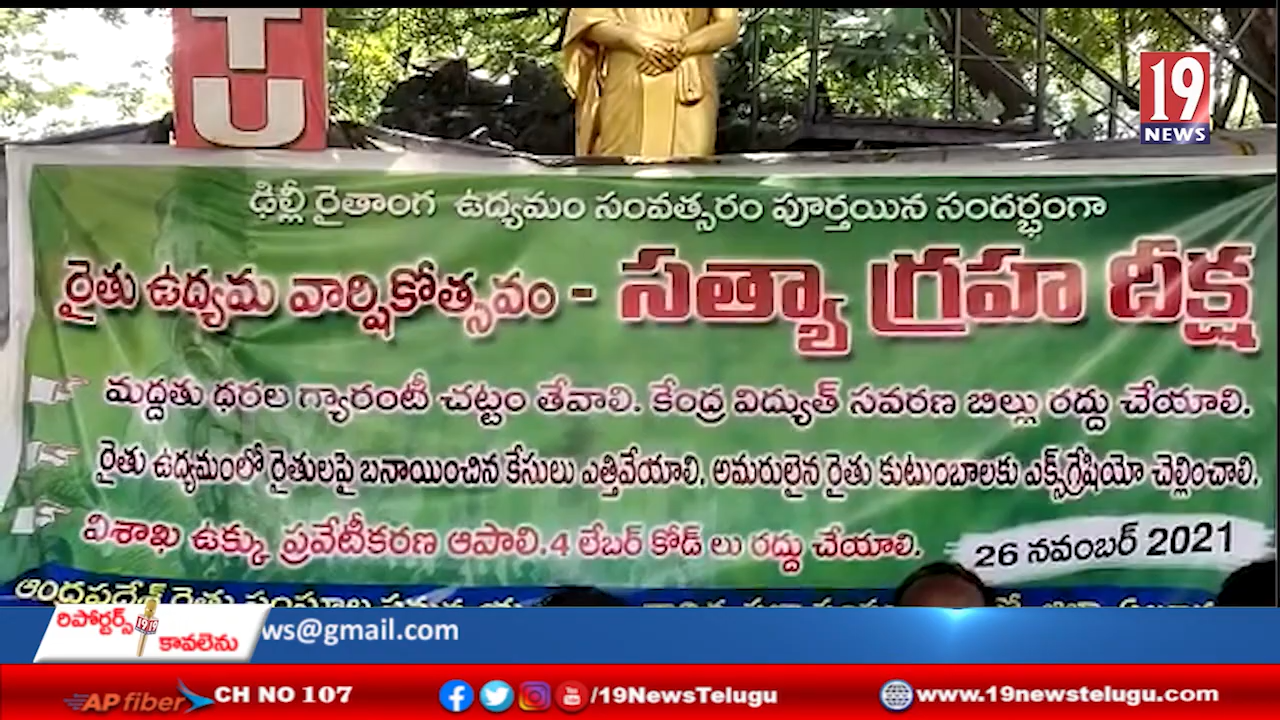 TU
19
NEWS
ఢిల్లీ రైతాంగ ఉద్యమం సంవత్సరం పూర్తయిన సందర్భంగా
రైతు ఉద్యమ వార్షికోత్సవం - సత్యా గ్రహ దీక్ష
మద్దతు ధరల గ్యారంటీ చట్టం తేవాలి. కేంద్ర విద్యుత్ సవరణ బిల్లు రద్దు చేయాలి.
రైతు ఉద్యమంలో రైతులపై బనాయించిన కేసులు ఎత్తివేయాలి. అమరులైన రైతు కుటుంబాలకు ఎక్స్‌గ్రేషియో చెల్లించాలి.
విశాఖ ఉక్కు ప్రవేటీకరణ ఆపాలి.4 లేబర్ కోడ్ లు రద్దు చేయాలి.
26 నవంబర్ 2021
రిపోర్టర్స్
19
కావలెను
ws@gmail.com
AP fiber CH NO 107 /19NewsTelugu www.19newstelugu.com